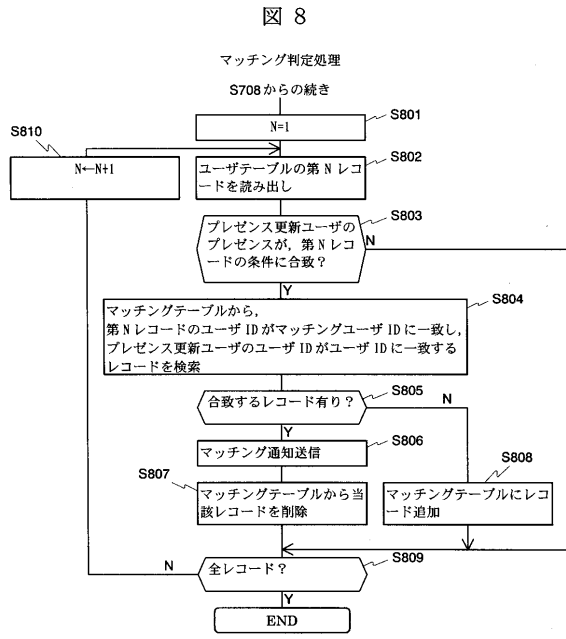 図 8
マッチング判定処理
S708からの続き
S801
N=1
S810
N←N+1
S802
ユーザテーブルの第 N レコ
ードを読み出し
S803
プレゼンス更新ユーザの
プレゼンスが，第Nレコ
ードの条件に合致？
N
Y
S804
マッチングテーブルから，
第 N レコードのユーザ ID がマッチングユーザ ID に一致し，
プレゼンス更新ユーザのユーザ ID がユーザ ID に一致する
レコードを検索
S805
合致するレコード有り？
N
Y
S806
マッチング通知送信
S807
マッチングテーブルから当
該レコードを削除
S808
マッチングテーブルにレコ
ード追加
S809
全レコード？
N
Y
END